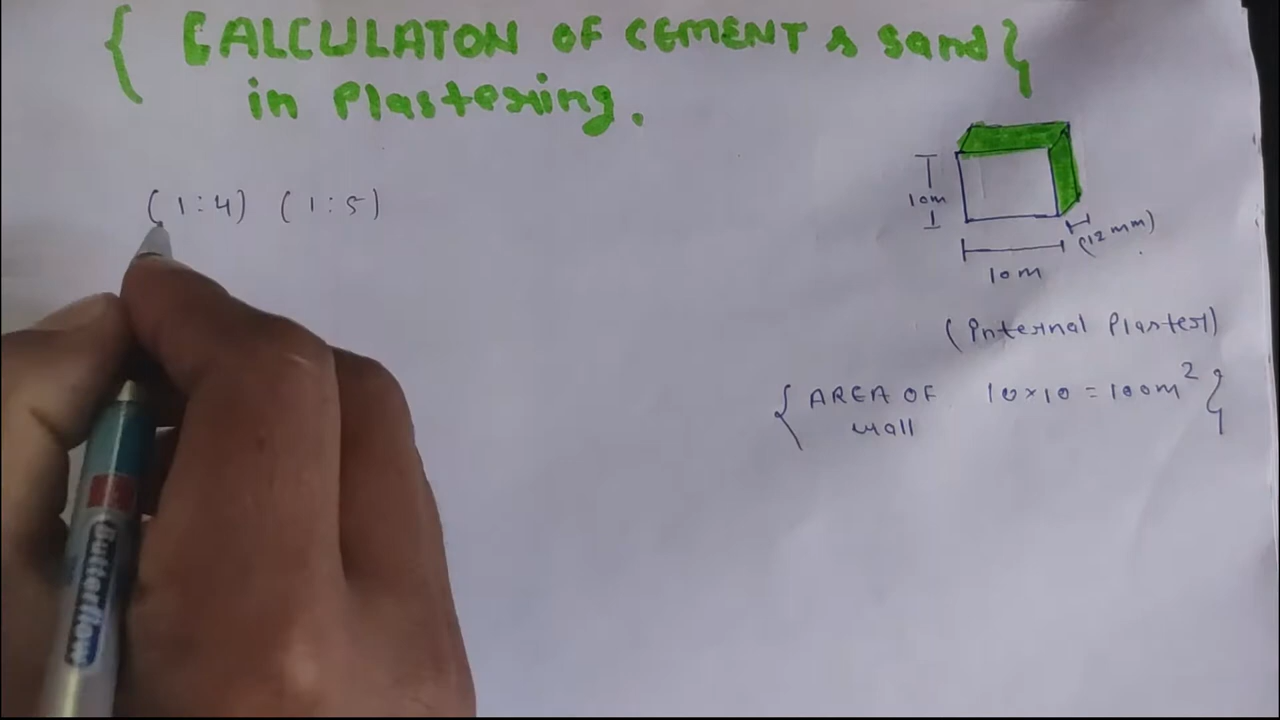 { CALCULATON OF CEMENT & Sand }
in Plastering.
(1:4) (1:5)
10m
(12mm)
10m
(Internal Plaster)
{ AREA OF wall 10×10 = 100m² }
Butterflow